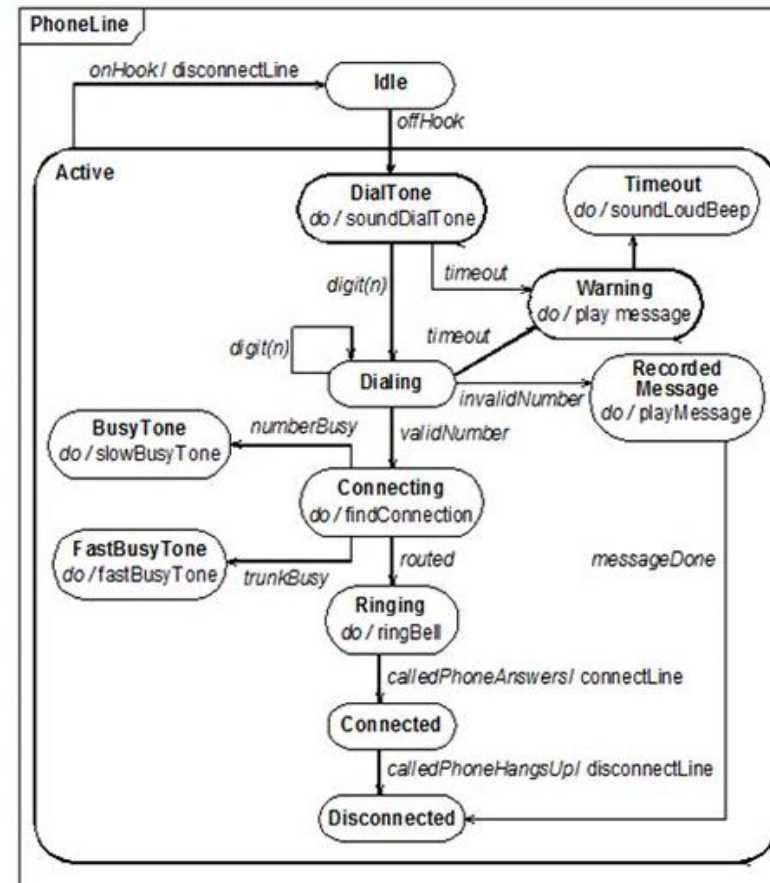 PhoneLine
onHook / disconnectLine
Idle
offHook
Active
DialTone
do / soundDialTone
Timeout
do / soundLoudBeep
timeout
digit(n)
Warning
do / play message
timeout
digit(n)
Dialing
invalidNumber
Recorded
Message
do / playMessage
BusyTone
do / slowBusyTone
numberBusy
validNumber
Connecting
do / findConnection
FastBusyTone
do / fastBusyTone
trunkBusy
routed
messageDone
Ringing
do / ringBell
calledPhoneAnswers / connectLine
Connected
calledPhoneHangsUp / disconnectLine
Disconnected